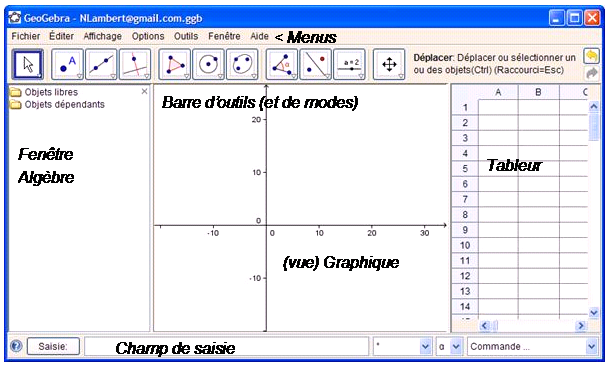 GeoGebra - NLambert@gmail.com.ggb
Fichier Éditer Affichage Options Outils Fenêtre Aide < Menus
A
a = 2
Déplacer: Déplacer ou sélectionner un
ou des objets(Ctrl) (Raccourci=Esc)
Objets libres
Objets dépendants
Fenêtre
Algèbre
Barre d'outils (et de modes)
20
10
0
-10 0 10 20 30
-10
(vue) Graphique
A B C
1
2
3
4
5
6
7
8
9
10
11
12
13
14
Tableur
Saisie: Champ de saisie ° α Commande ...